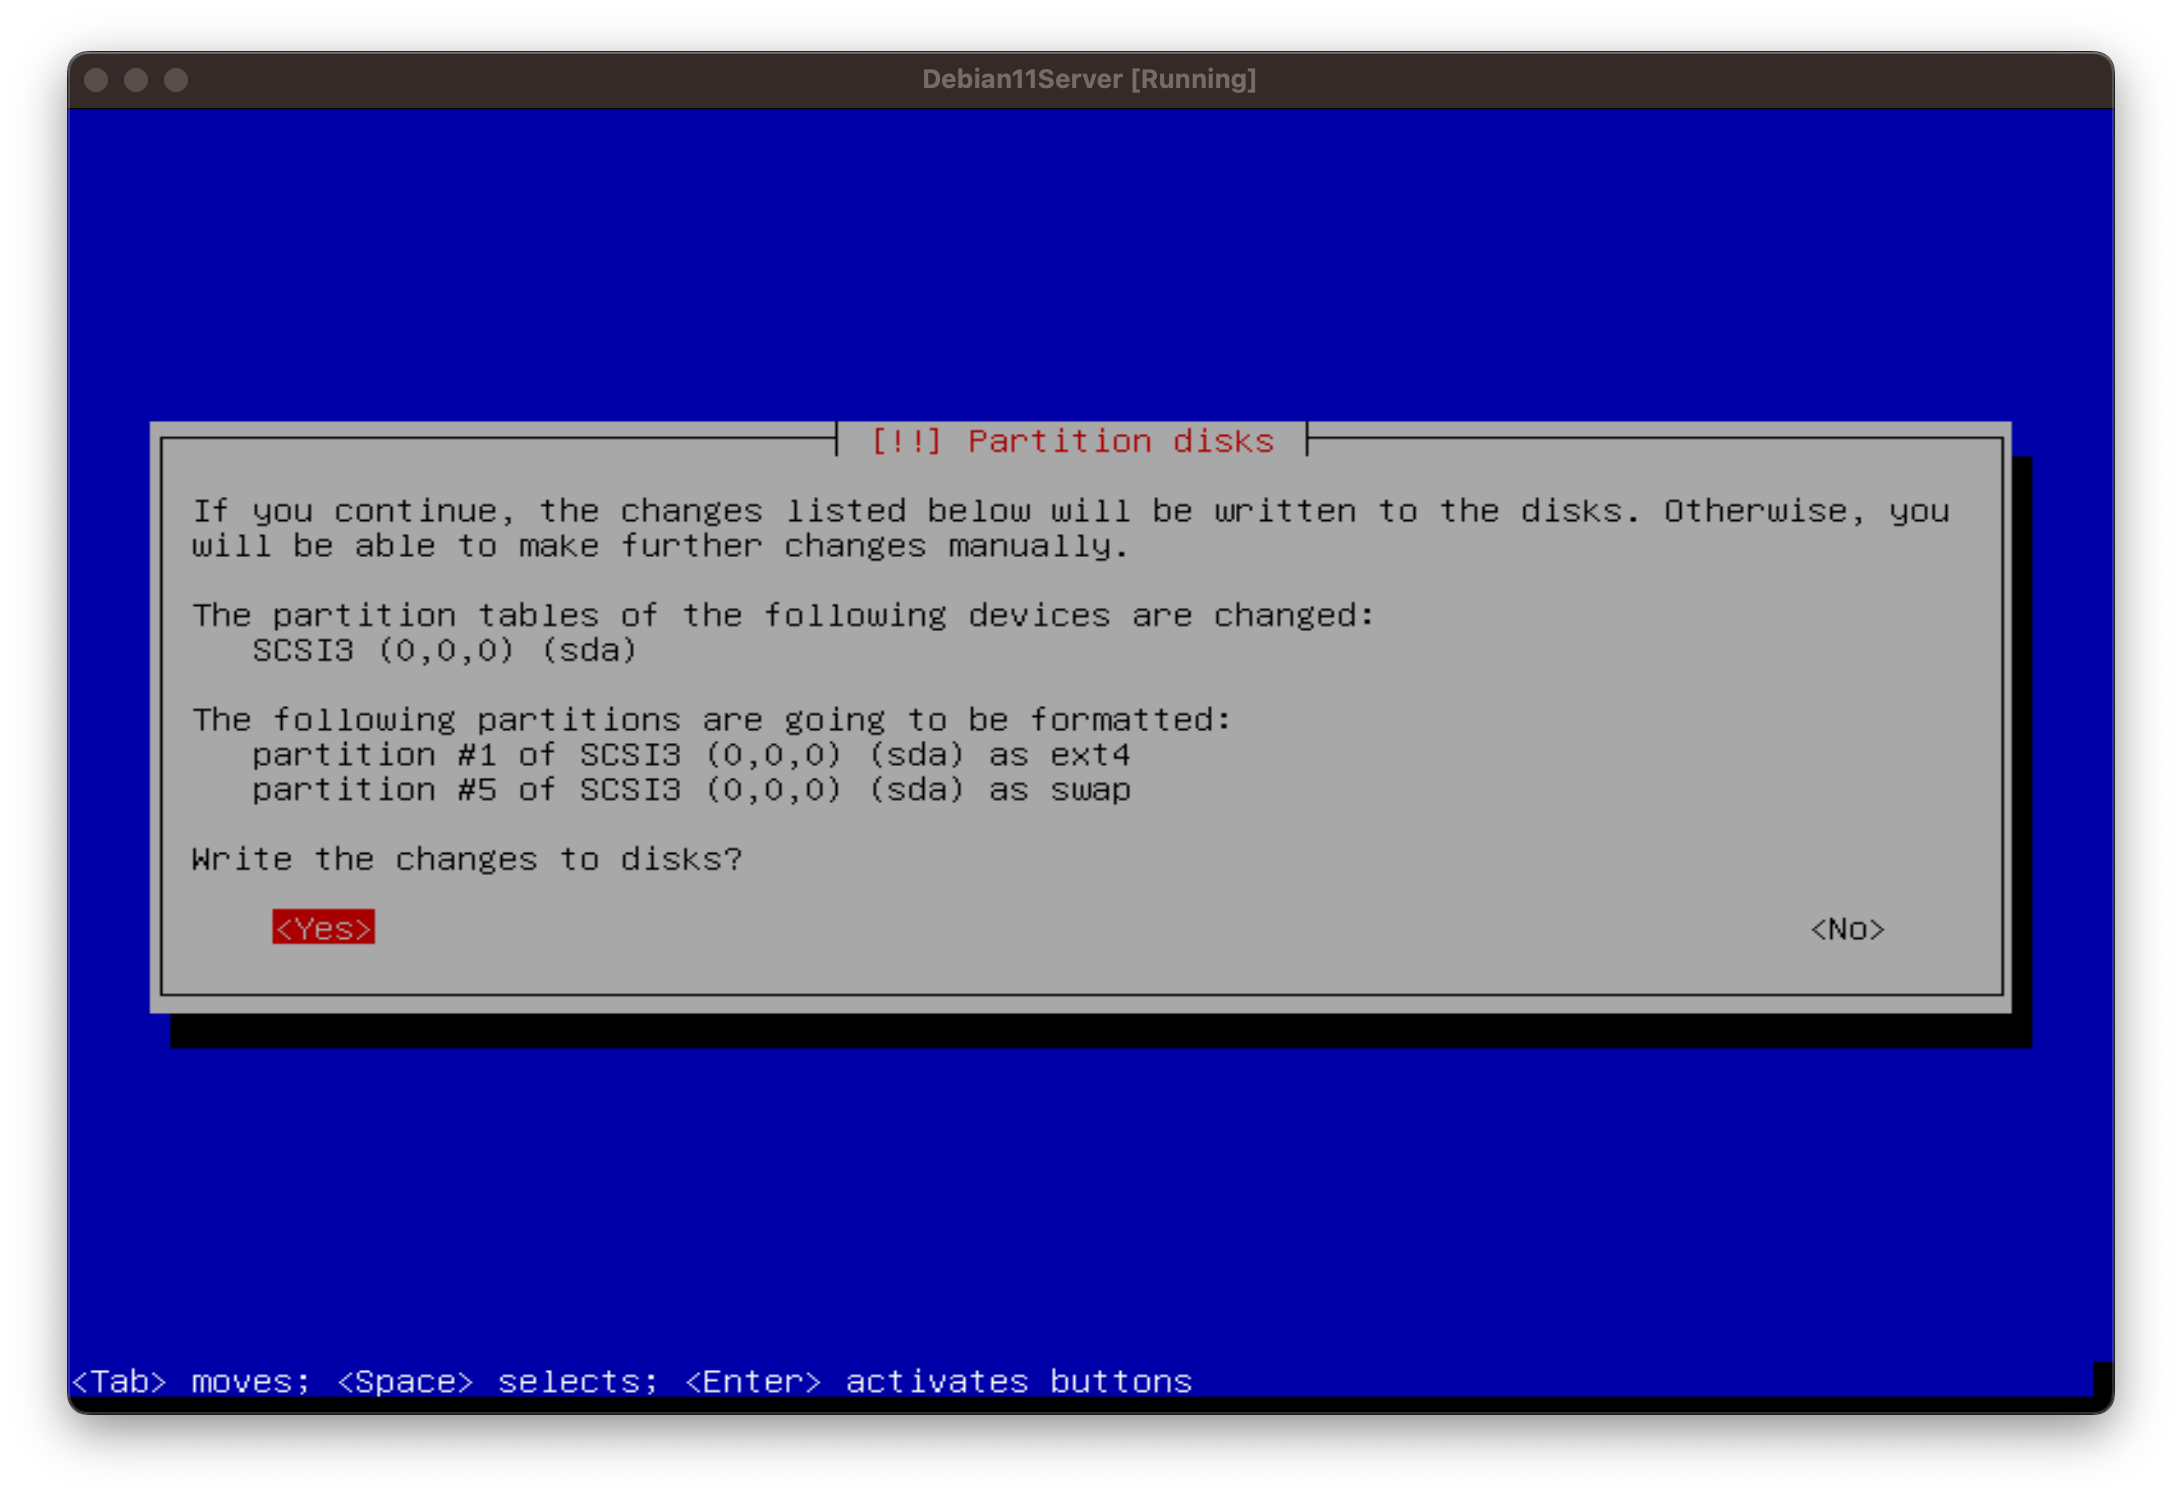 Debian11Server [Running]
[!!] Partition disks
If you continue, the changes listed below will be written to the disks. Otherwise, you
will be able to make further changes manually.
The partition tables of the following devices are changed:
SCSI3 (0,0,0) (sda)
The following partitions are going to be formatted:
partition #1 of SCSI3 (0,0,0) (sda) as ext4
partition #5 of SCSI3 (0,0,0) (sda) as swap
Write the changes to disks?
<Yes> <No>
<Tab> moves; <Space> selects; <Enter> activates buttons